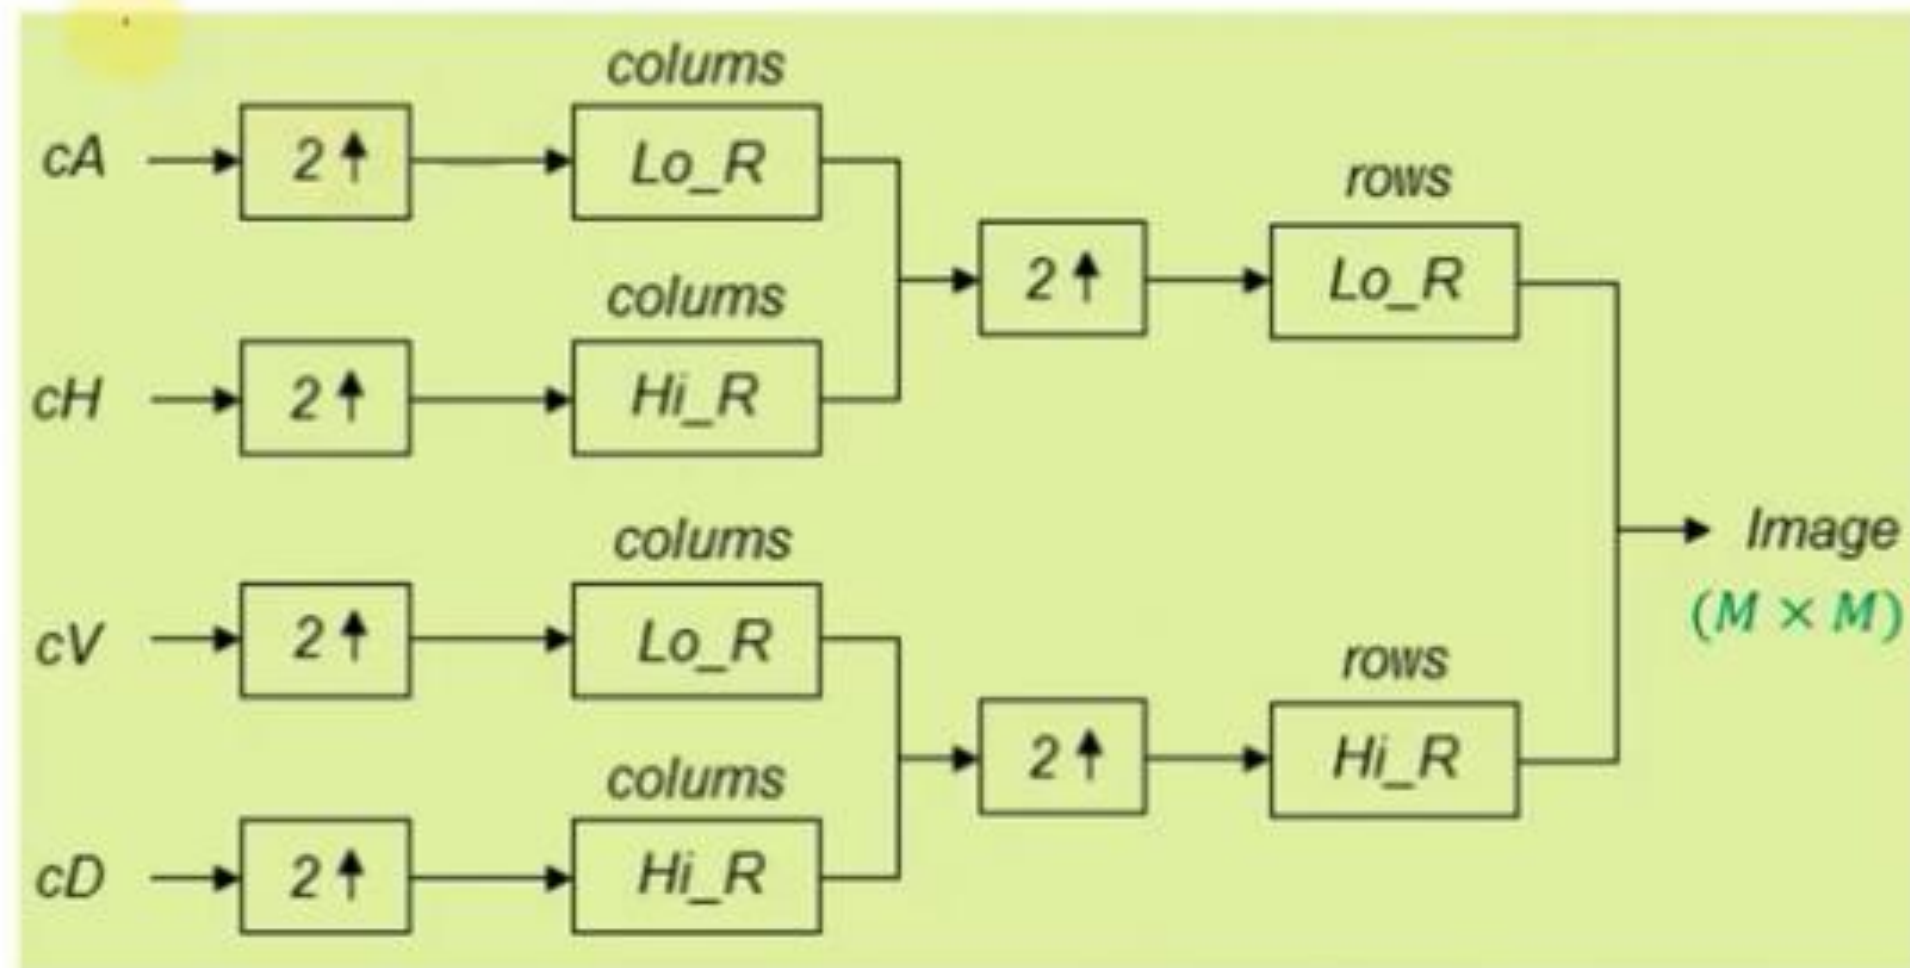 colums
cA 2↑ Lo_R
rows
2↑ Lo_R
colums
cH 2↑ Hi_R
Image
(M × M)
colums
cV 2↑ Lo_R
rows
2↑ Hi_R
colums
cD 2↑ Hi_R